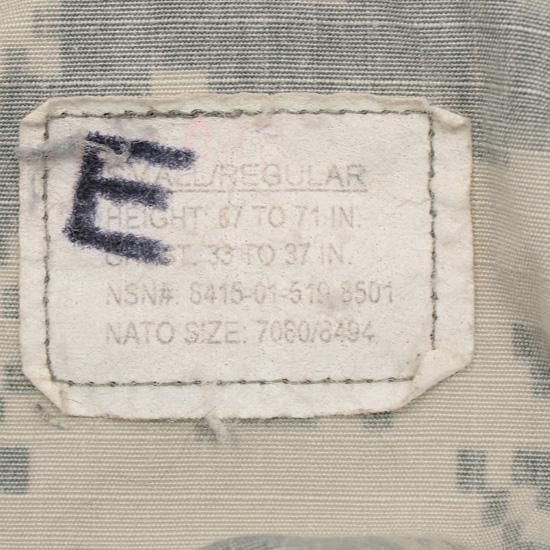 E
SMALL/REGULAR
HEIGHT: 67 TO 71 IN.
CHEST: 33 TO 37 IN.
NSN#: 8415-01-519-8501
NATO SIZE: 7080/8494